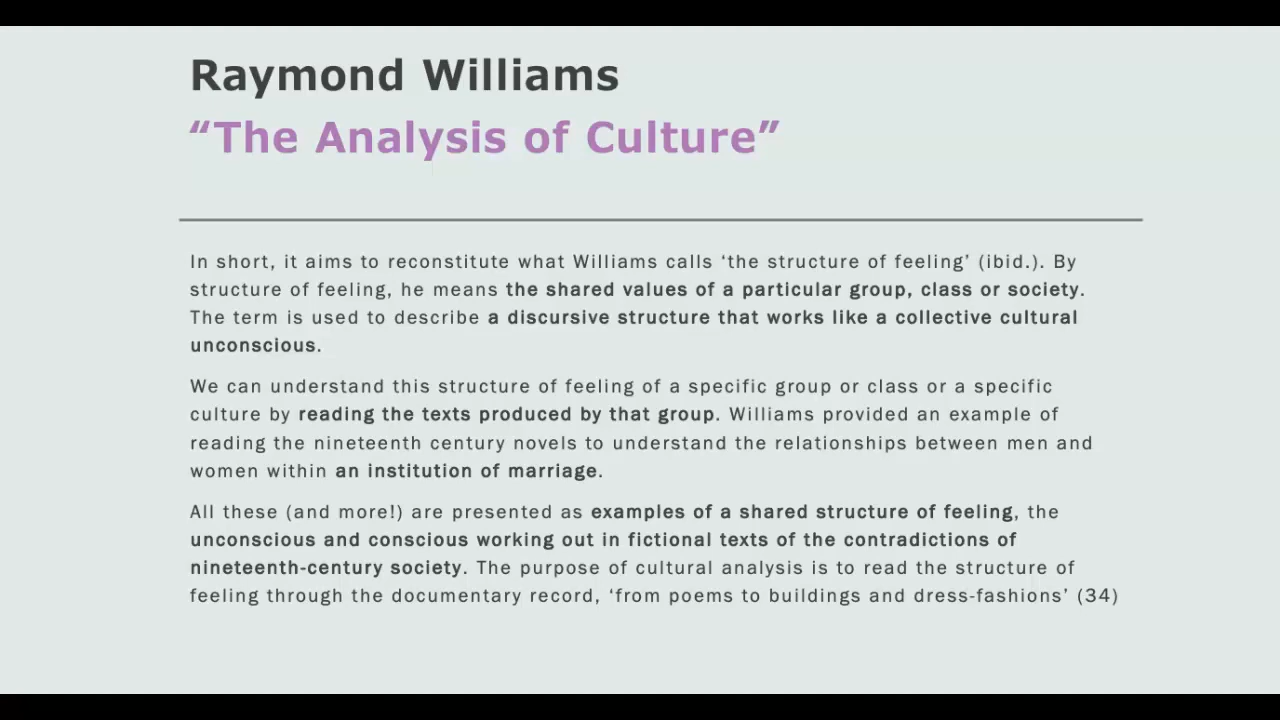 Raymond Williams
“The Analysis of Culture”
In short, it aims to reconstitute what Williams calls ‘the structure of feeling’ (ibid.). By
structure of feeling, he means the shared values of a particular group, class or society.
The term is used to describe a discursive structure that works like a collective cultural
unconscious.
We can understand this structure of feeling of a specific group or class or a specific
culture by reading the texts produced by that group. Williams provided an example of
reading the nineteenth century novels to understand the relationships between men and
women within an institution of marriage.
All these (and more!) are presented as examples of a shared structure of feeling, the
unconscious and conscious working out in fictional texts of the contradictions of
nineteenth-century society. The purpose of cultural analysis is to read the structure of
feeling through the documentary record, ‘from poems to buildings and dress-fashions’ (34)